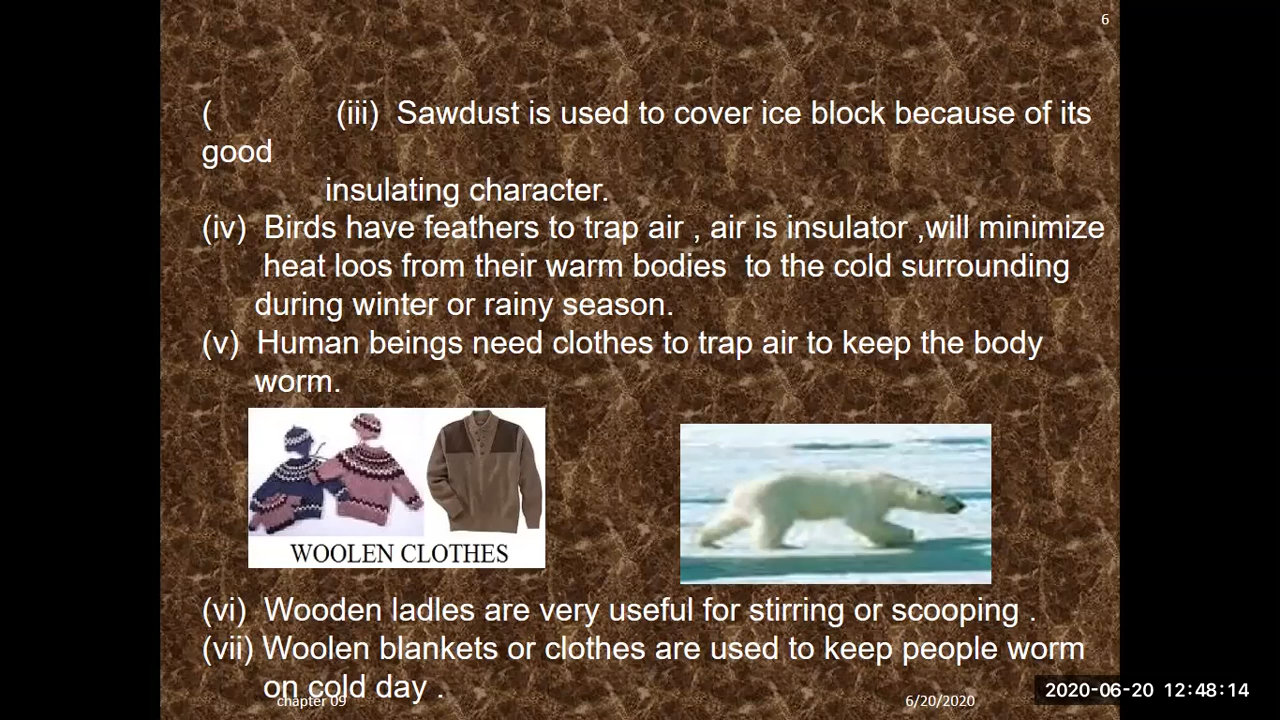 6
( (iii) Sawdust is used to cover ice block because of its
good
insulating character.
(iv) Birds have feathers to trap air , air is insulator ,will minimize
heat loos from their warm bodies to the cold surrounding
during winter or rainy season.
(v) Human beings need clothes to trap air to keep the body
worm.
WOOLEN CLOTHES
(vi) Wooden ladles are very useful for stirring or scooping .
(vii) Woolen blankets or clothes are used to keep people worm
on cold day .
chapter 09
6/20/2020
2020-06-20 12:48:14